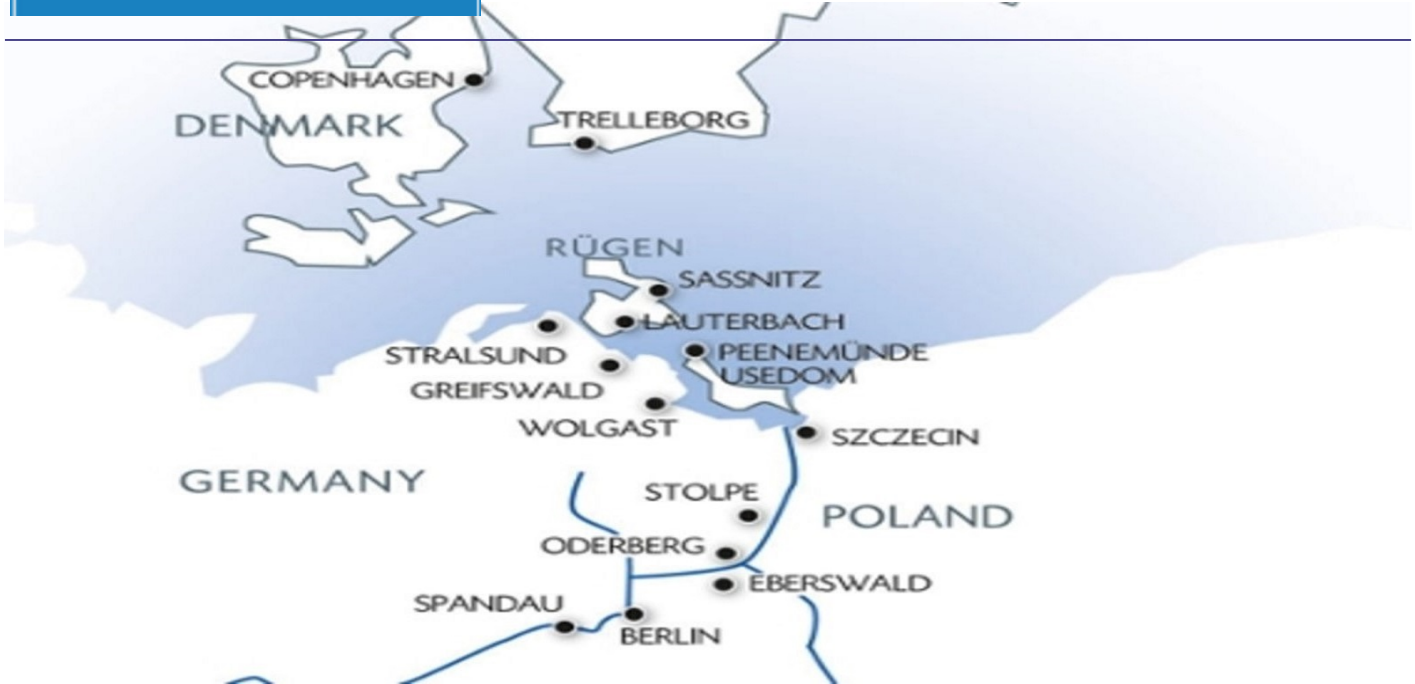 COPENHAGEN
DENMARK
TRELLEBORG
RÜGEN
SASSNITZ
LAUTERBACH
STRALSUND
PEENEMÜNDE
USEDOM
GREIFSWALD
WOLGAST
SZCZECIN
GERMANY
STOLPE
POLAND
ODERBERG
EBERSWALD
SPANDAU
BERLIN